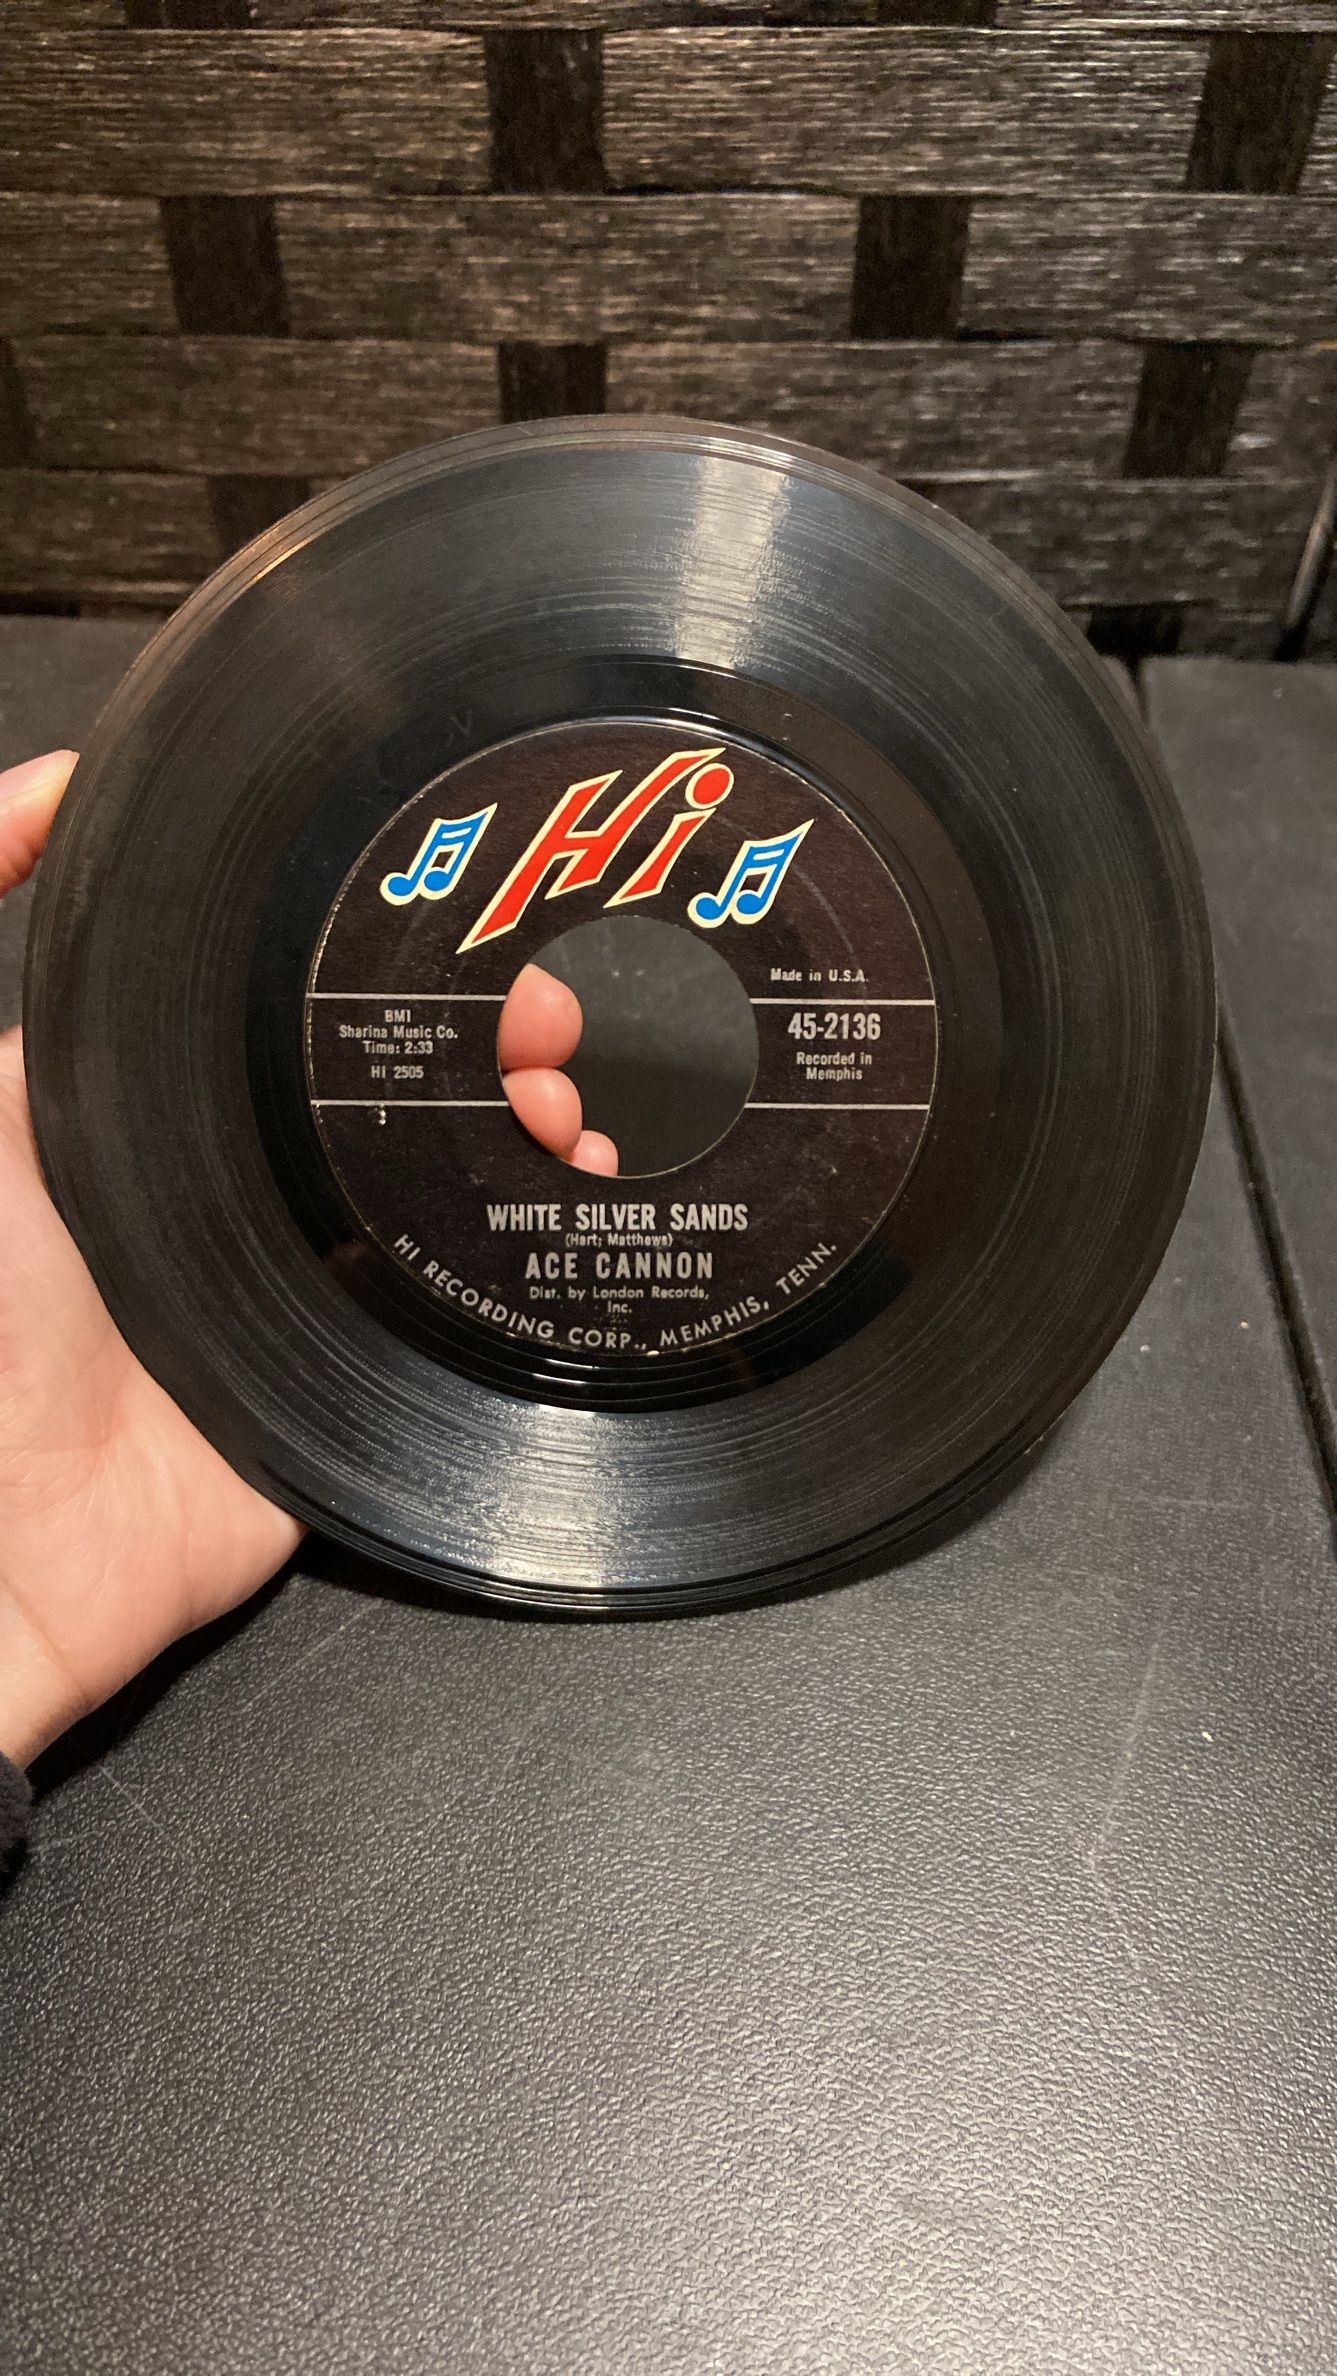 Hi
Made in U.S.A.
BMI
Sharina Music Co.
Time: 2:33
HI 2505
45-2136
Recorded in
Memphis
WHITE SILVER SANDS
(Hart; Matthews)
ACE CANNON
Dist. by London Records,
Inc.
HI RECORDING CORP., MEMPHIS, TENN.